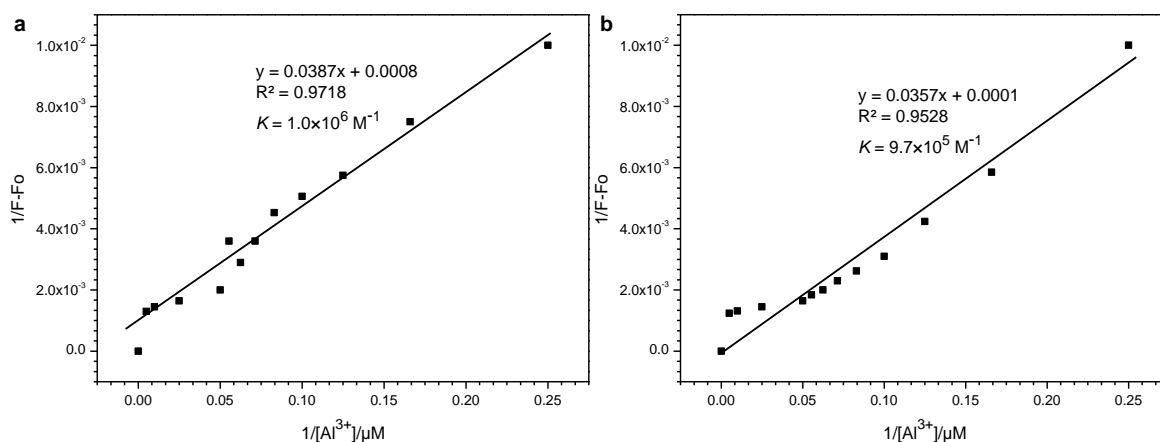 a
y = 0.0387x + 0.0008
R² = 0.9718
K = 1.0×10⁶ M⁻¹
1/F-Fo
1.0x10⁻²
8.0x10⁻³
6.0x10⁻³
4.0x10⁻³
2.0x10⁻³
0.0
0.00 0.05 0.10 0.15 0.20 0.25
1/[Al³⁺]/µM
b
y = 0.0357x + 0.0001
R² = 0.9528
K = 9.7×10⁵ M⁻¹
1/F-Fo
1.0x10⁻²
8.0x10⁻³
6.0x10⁻³
4.0x10⁻³
2.0x10⁻³
0.0
0.00 0.05 0.10 0.15 0.20 0.25
1/[Al³⁺]/µM